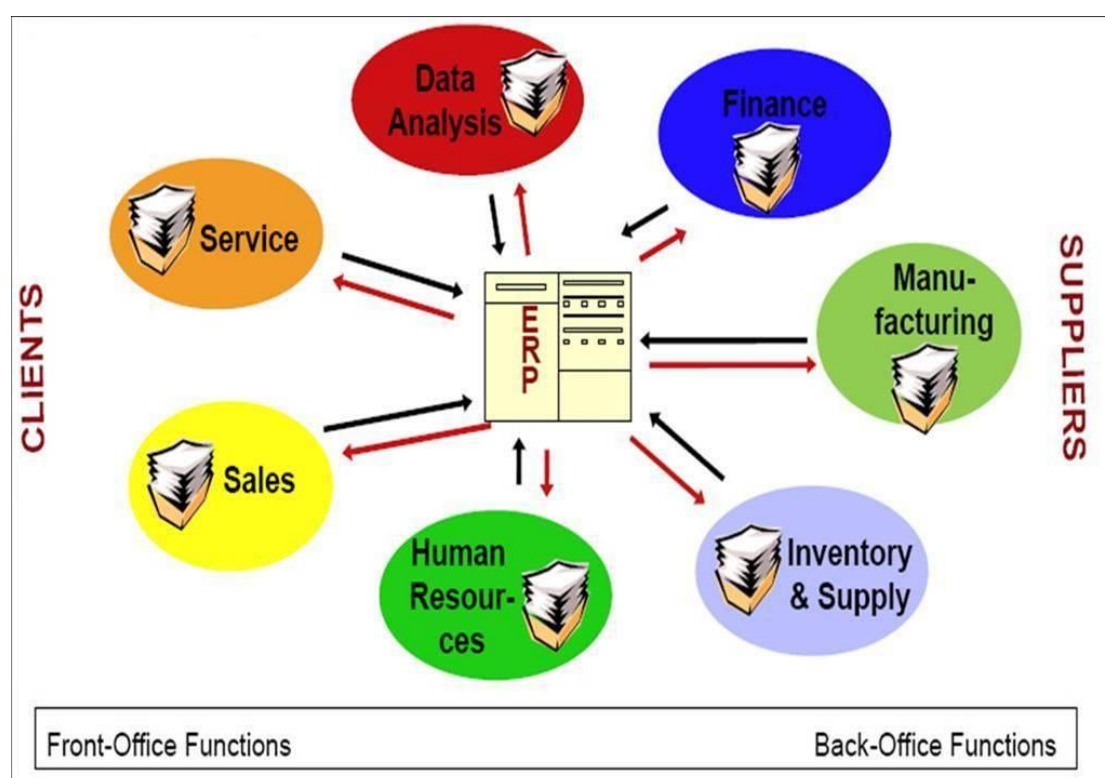 Data
Analysis
Finance
Service
Manu-
facturing
CLIENTS
SUPPLIERS
E
R
P
Sales
Human
Resour-
ces
Inventory
& Supply
Front-Office Functions
Back-Office Functions